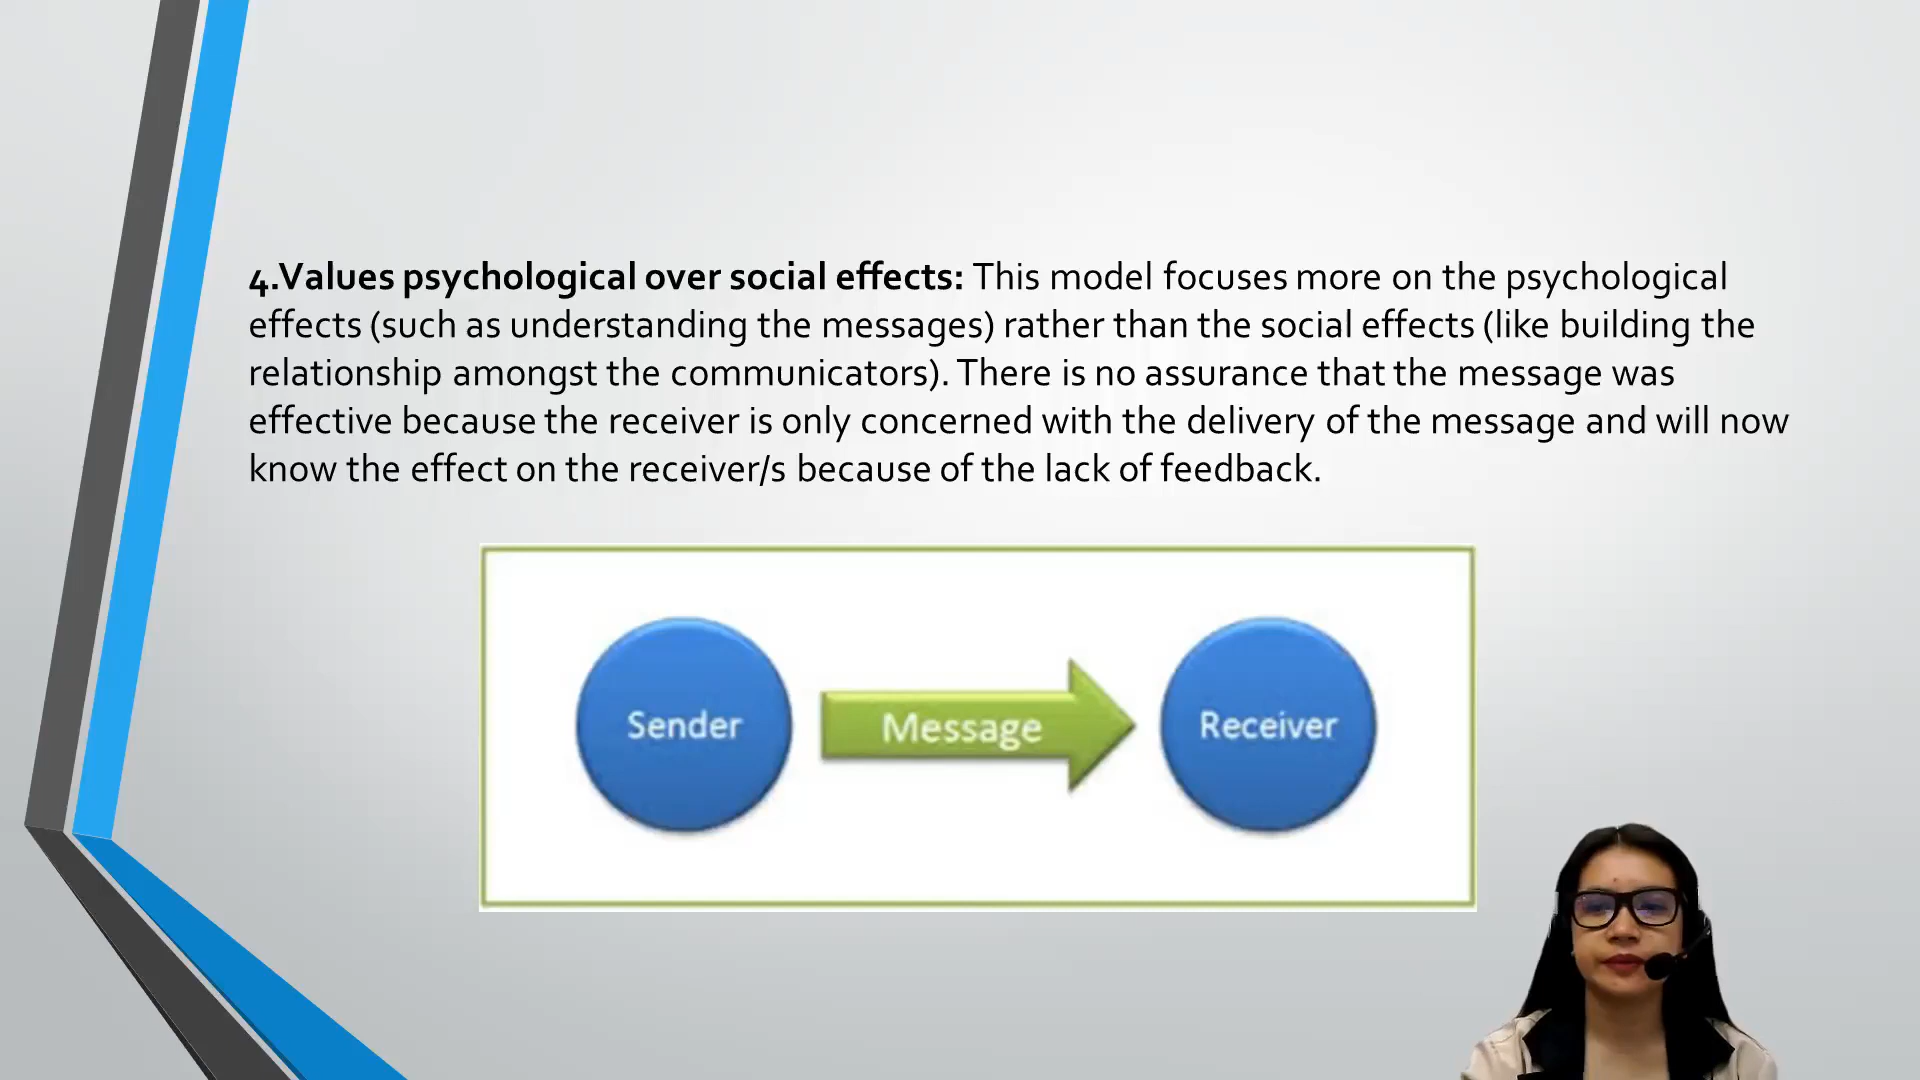 4.Values psychological over social effects: This model focuses more on the psychological
effects (such as understanding the messages) rather than the social effects (like building the
relationship amongst the communicators). There is no assurance that the message was
effective because the receiver is only concerned with the delivery of the message and will now
know the effect on the receiver/s because of the lack of feedback.
Sender
Message
Receiver